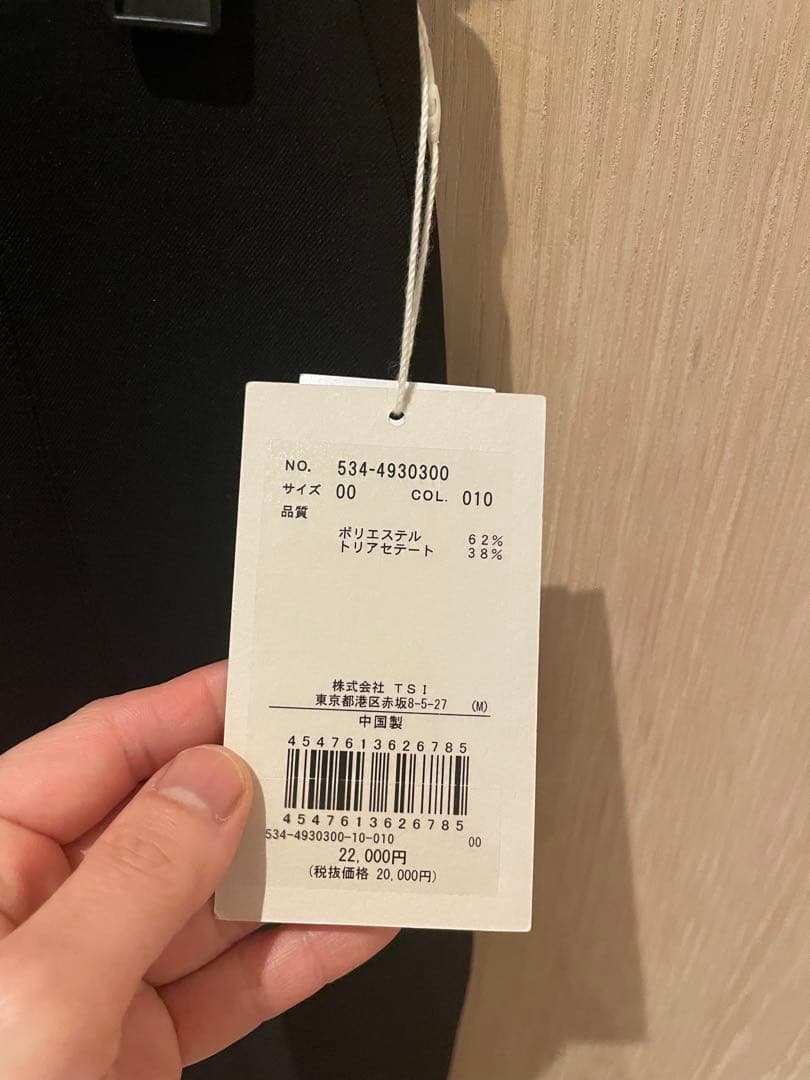 NO. 534-4930300
サイズ 00 COL. 010
品質
ポリエステル 62%
トリアセテート 38%
株式会社 TSI
東京都港区赤坂8-5-27 (M)
中国製
4547613626785
4547613626785
534-4930300-10-010 00
22,000円
(税抜価格 20,000円)